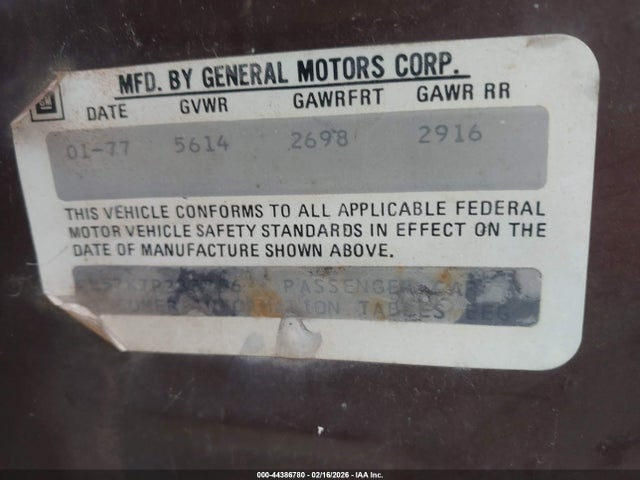 GM
MFD. BY GENERAL MOTORS CORP.
DATE GVWR GAWRFRT GAWR RR
01-77 5614 2698 2916
THIS VEHICLE CONFORMS TO ALL APPLICABLE FEDERAL
MOTOR VEHICLE SAFETY STANDARDS IN EFFECT ON THE
DATE OF MANUFACTURE SHOWN ABOVE.
PASSENGER CAR
TABLES
000-44386780 - 02/16/2026 - IAA Inc.